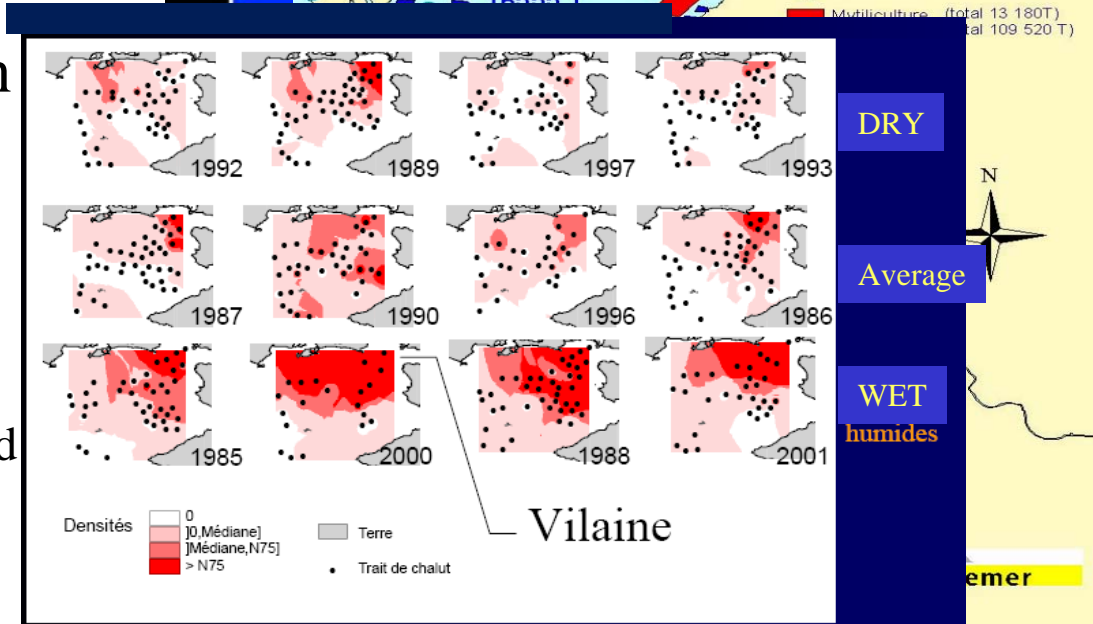 Mytiliculture (total 13 180T)
tal 109 520 T)
n
1992 1989 1997 1993
DRY
N
1987 1990 1996 1986
Average
1985 2000 1988 2001
WET
humides
d
Vilaine
Densités
0
]0,Médiane]
]Médiane,N75]
> N75
Terre
Trait de chalut
emer